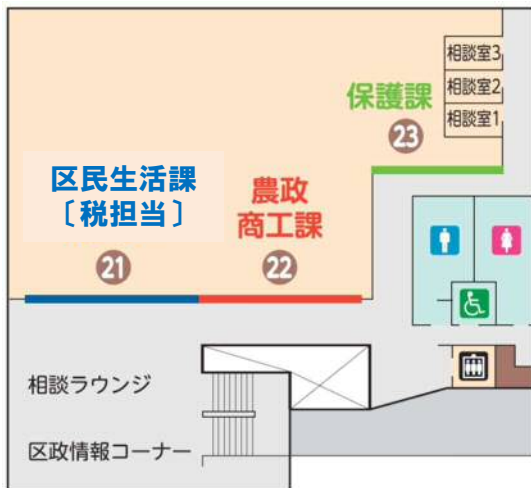 相談室3
相談室2
相談室1
保護課
23
区民生活課
〔税担当〕
21
農政
商工課
22
相談ラウンジ
区政情報コーナー